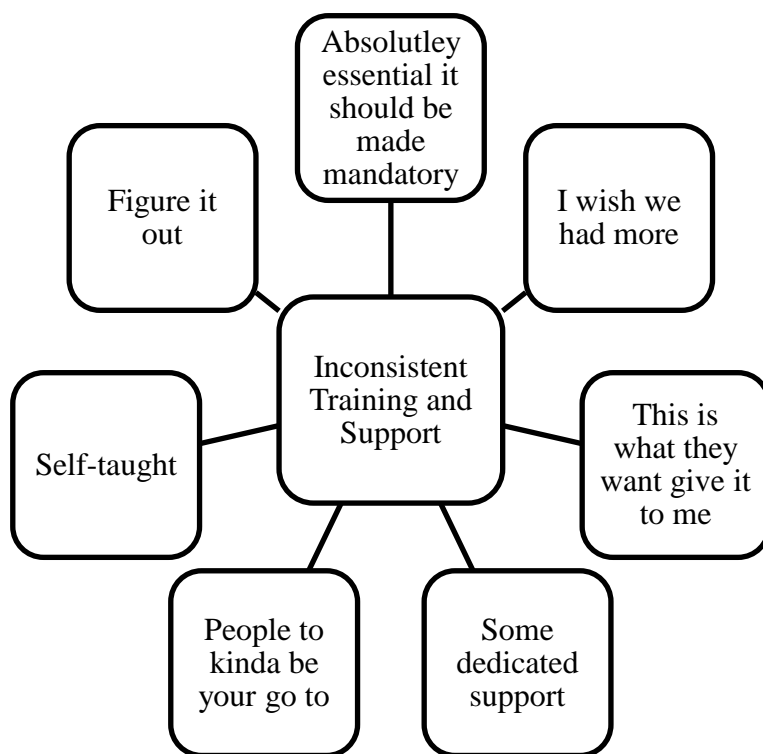 Absolutley
essential it
should be
made
mandatory
I wish we
had more
This is
what they
want give it
to me
Some
dedicated
support
People to
kinda be
your go to
Self-taught
Figure it
out
Inconsistent
Training and
Support